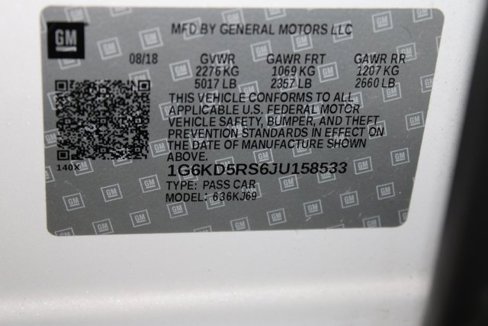 GM
MFD BY GENERAL MOTORS LLC
08/18 GVWR GAWR FRT GAWR RR
2276 KG 1069 KG 1207 KG
5017 LB 2357 LB 2660 LB
THIS VEHICLE CONFORMS TO ALL
APPLICABLE U.S. FEDERAL MOTOR
VEHICLE SAFETY, BUMPER, AND THEFT
PREVENTION STANDARDS IN EFFECT ON
THE DATE OF MANUFACTURE SHOWN
ABOVE.
140X
1G6KD5RS6JU158533
TYPE: PASS CAR
MODEL: 636KJ69